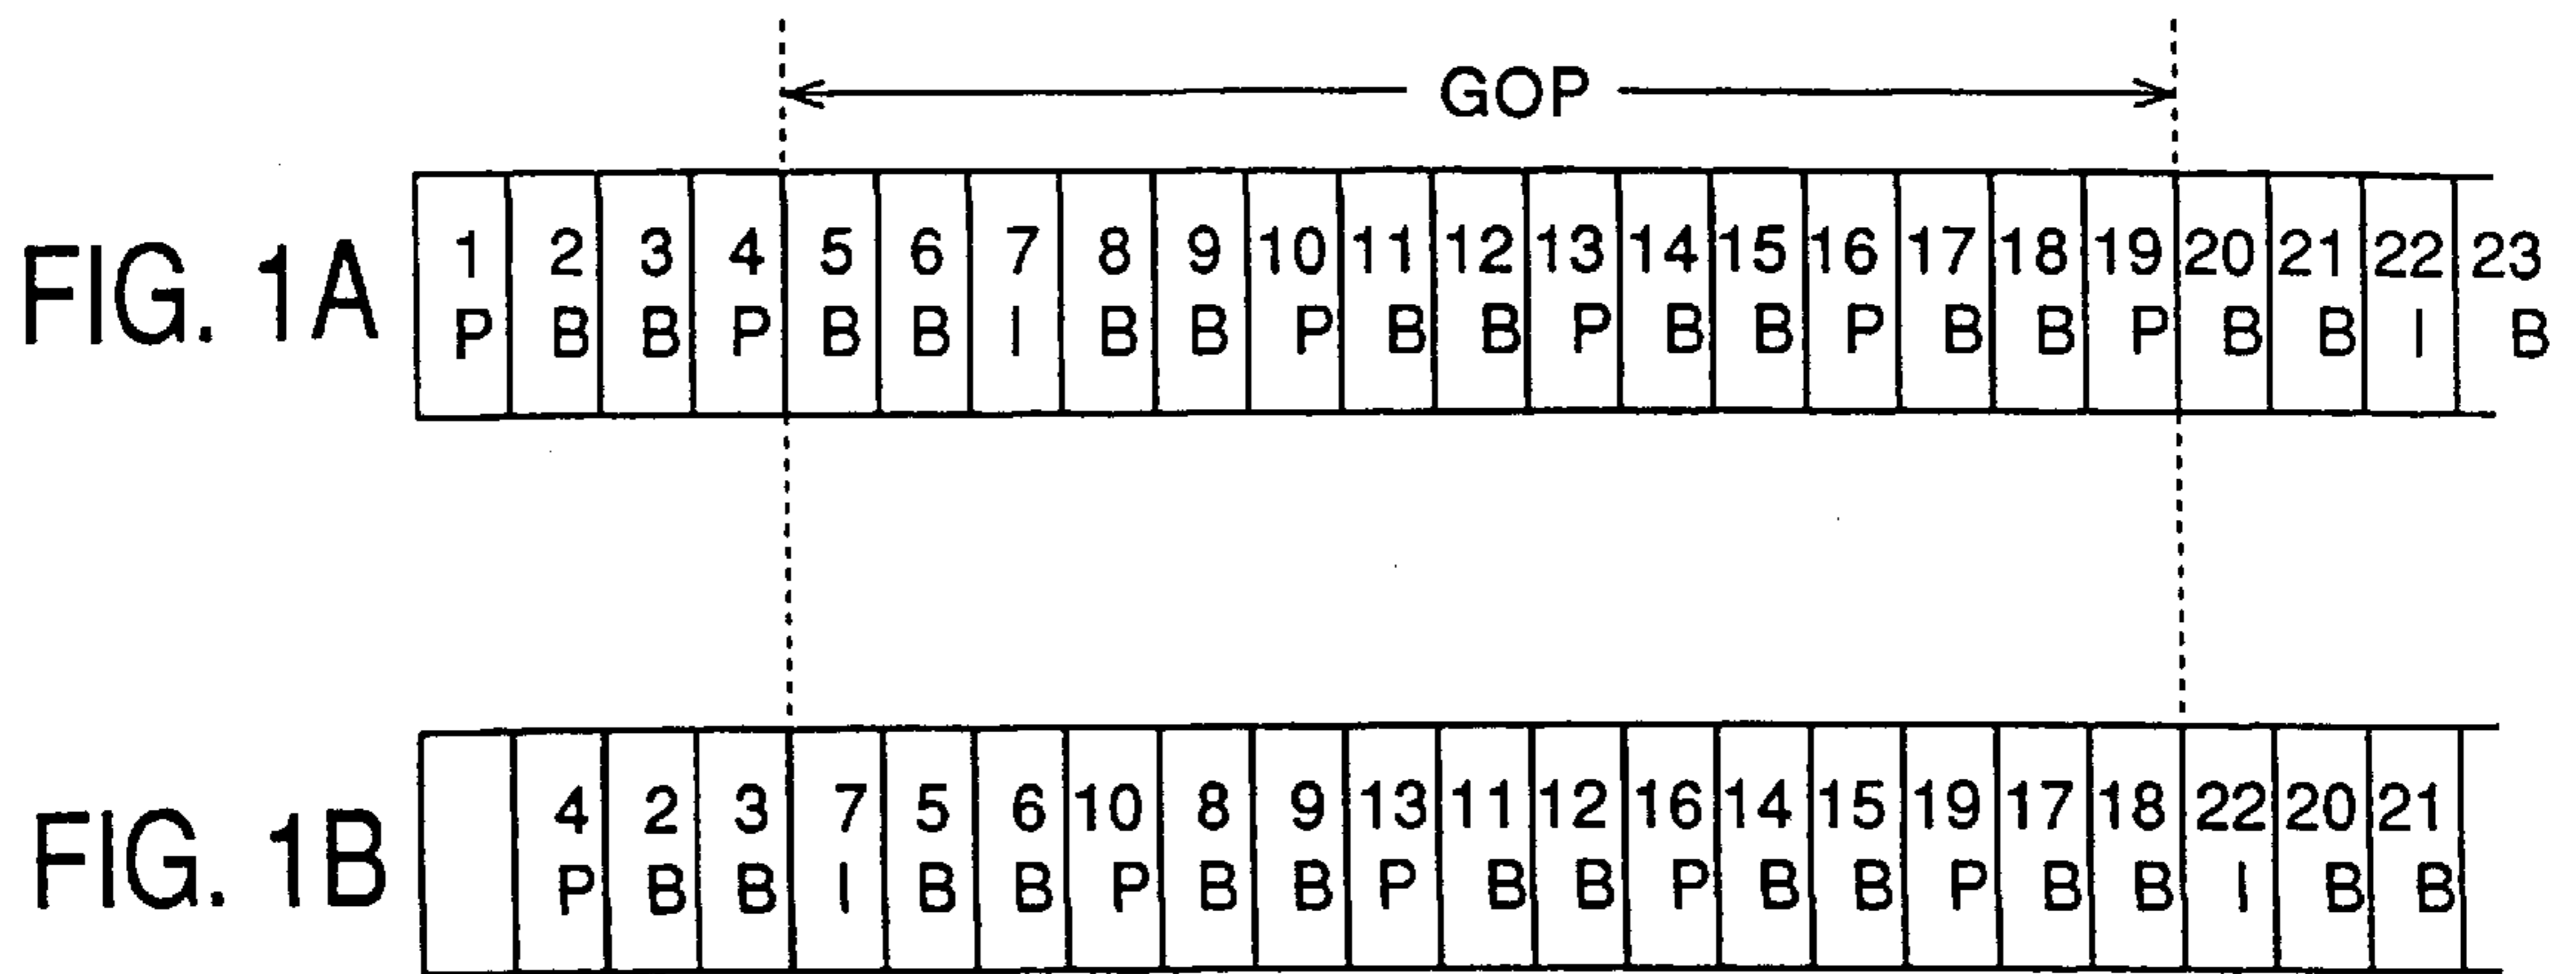 GOP
FIG. 1A
1 2 3 4 5 6 7 8 9 10 11 12 13 14 15 16 17 18 19 20 21 22 23
P B B P B B I B B P B B P B B P B B P B B I B
FIG. 1B
4 2 3 7 5 6 10 8 9 13 11 12 16 14 15 19 17 18 22 20 21
P B B I B B P B B P B B P B B P B B I B B